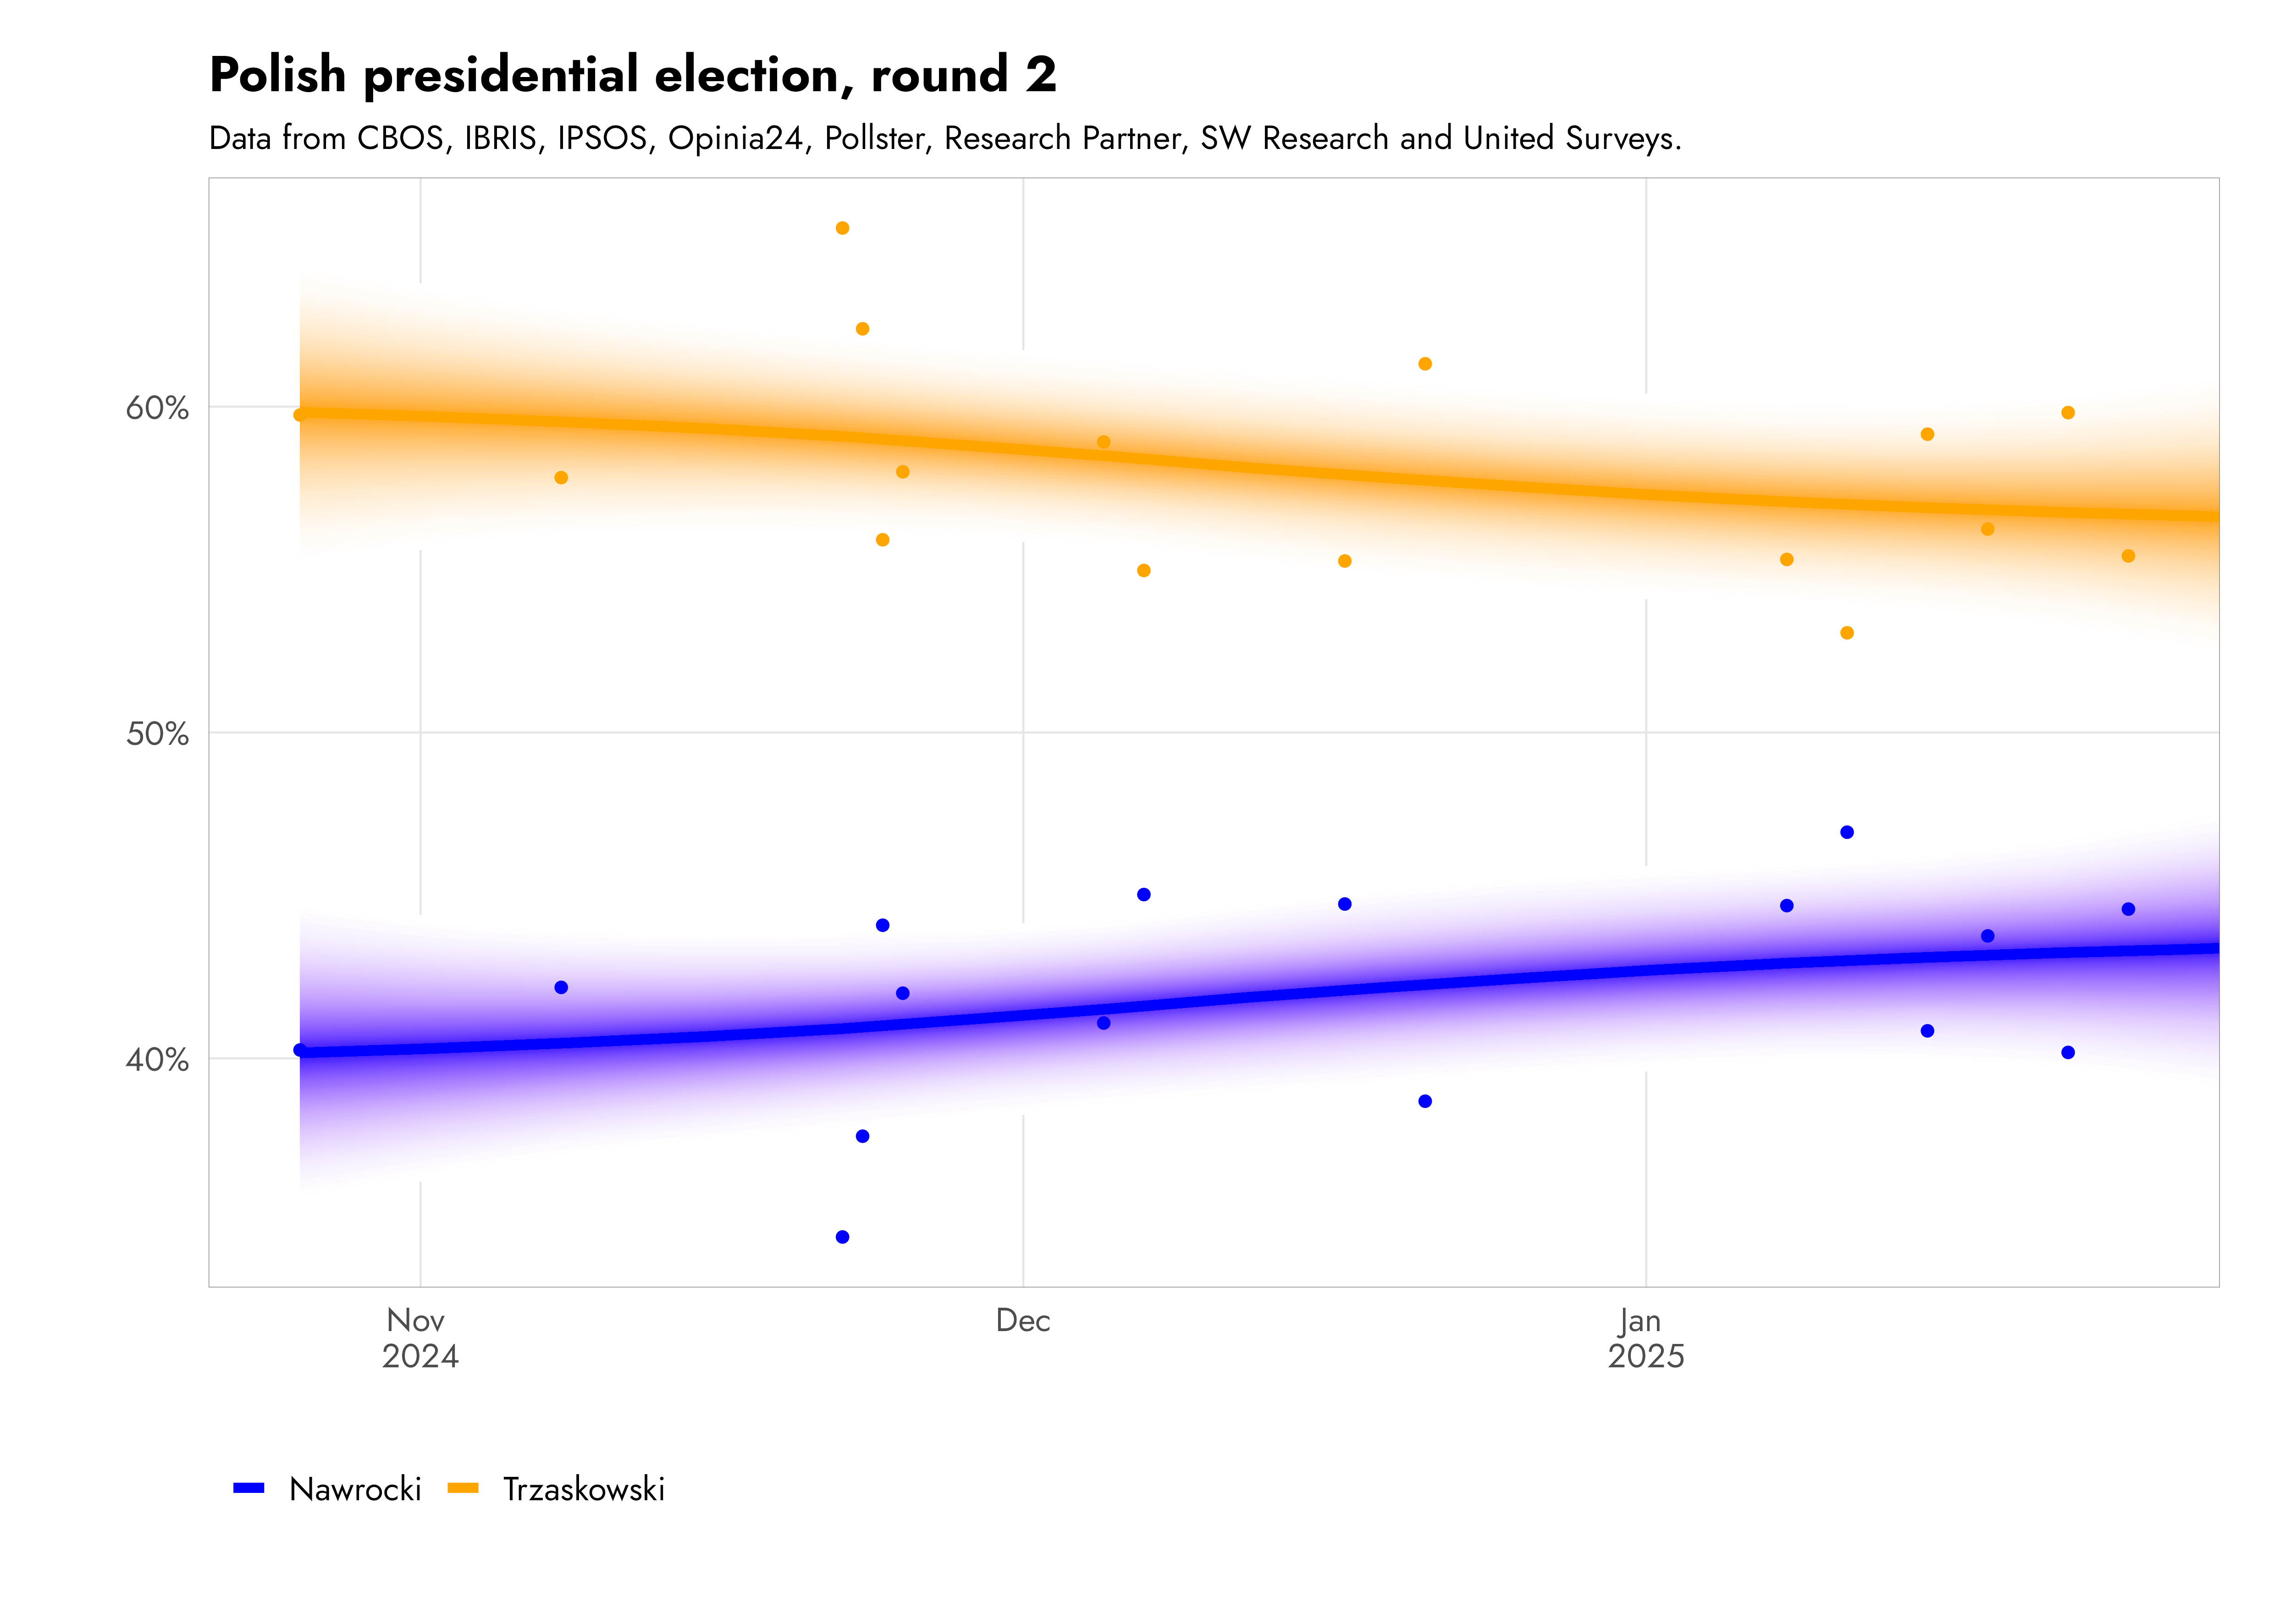 Polish presidential election, round 2
Data from CBOS, IBRIS, IPSOS, Opinia24, Pollster, Research Partner, SW Research and United Surveys.
60%
50%
40%
Nov
2024
Dec
Jan
2025
Nawrocki
Trzaskowski